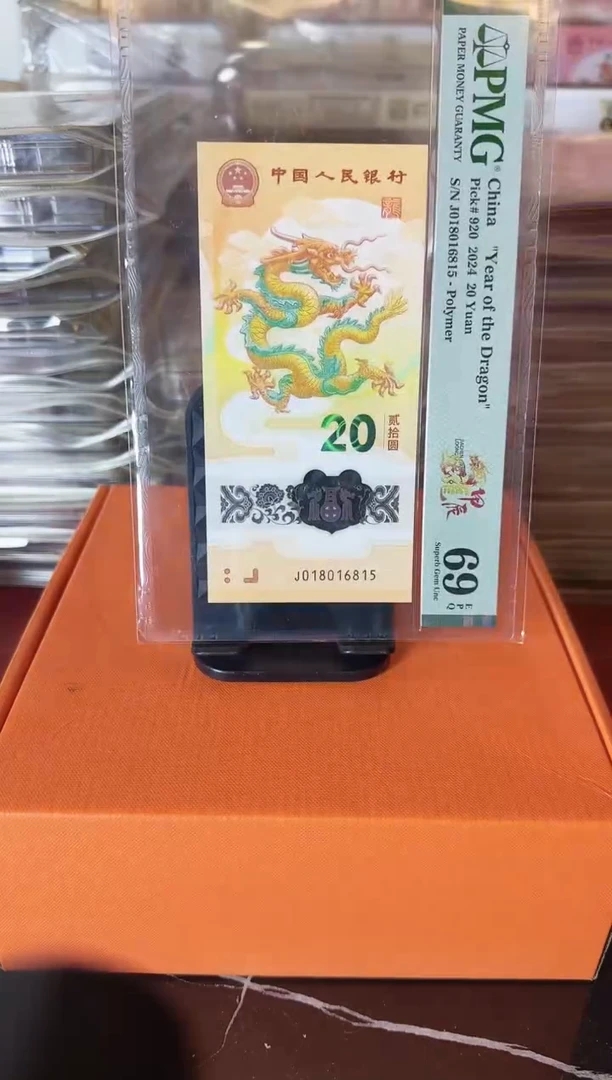 中国人民银行
龍
20
贰拾圆
J018016815
PMG
PAPER MONEY GUARANTY
China "Year of the Dragon"
Pick# 920 2024 20 Yuan
S/N J018016815 - Polymer
69
EPQ
Superb Gem Unc